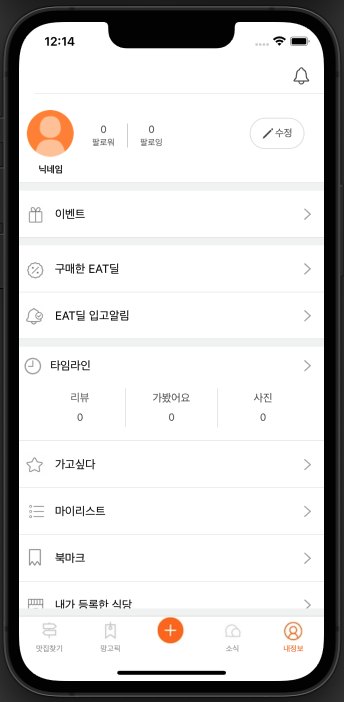 12:14
0 0
팔로워 팔로잉
수정
닉네임
이벤트
구매한 EAT딜
EAT딜 입고알림
타임라인
리뷰 가봤어요 사진
0 0 0
가고싶다
마이리스트
북마크
내가 등록한 식당
맛집찾기 망고픽 소식 내정보